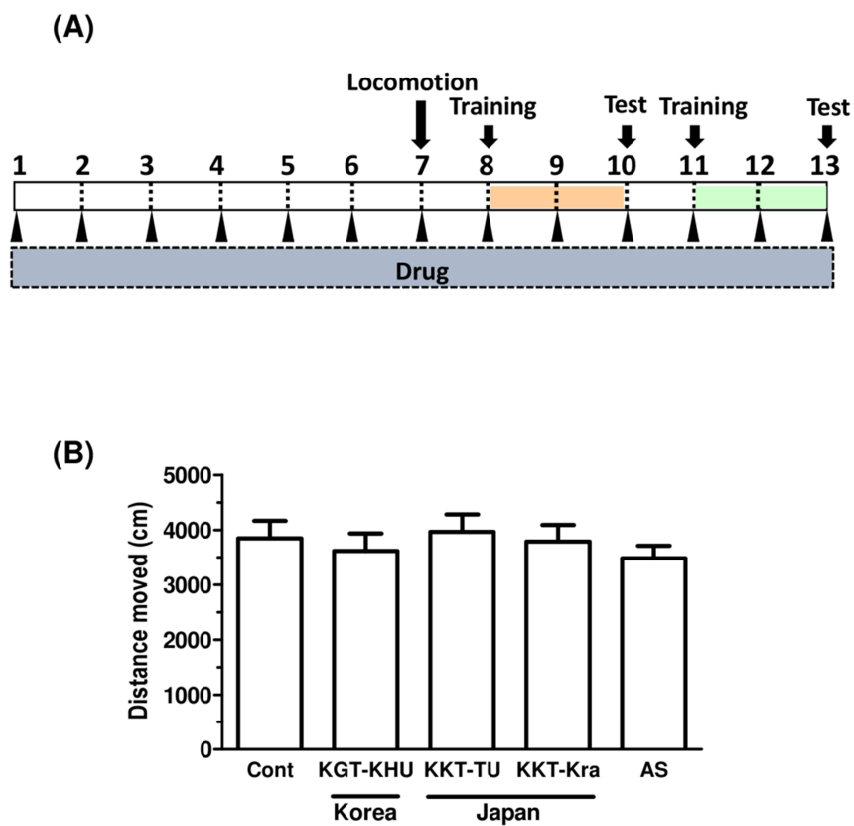 (A)
Locomotion
Training Test Training Test
1 2 3 4 5 6 7 8 9 10 11 12 13
Drug
(B)
Distance moved (cm)
5000
4000
3000
2000
1000
0
Cont KGT-KHU KKT-TU KKT-Kra AS
Korea Japan